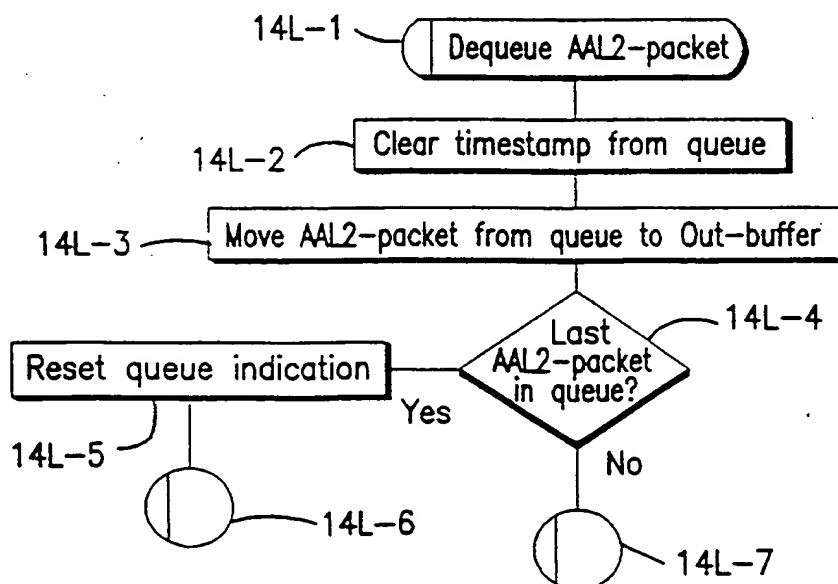 14L-1
Dequeue AAL2-packet
14L-2
Clear timestamp from queue
14L-3
Move AAL2-packet from queue to Out-buffer
14L-4
Last
AAL2-packet
in queue?
Reset queue indication
Yes
14L-5
No
14L-6
14L-7